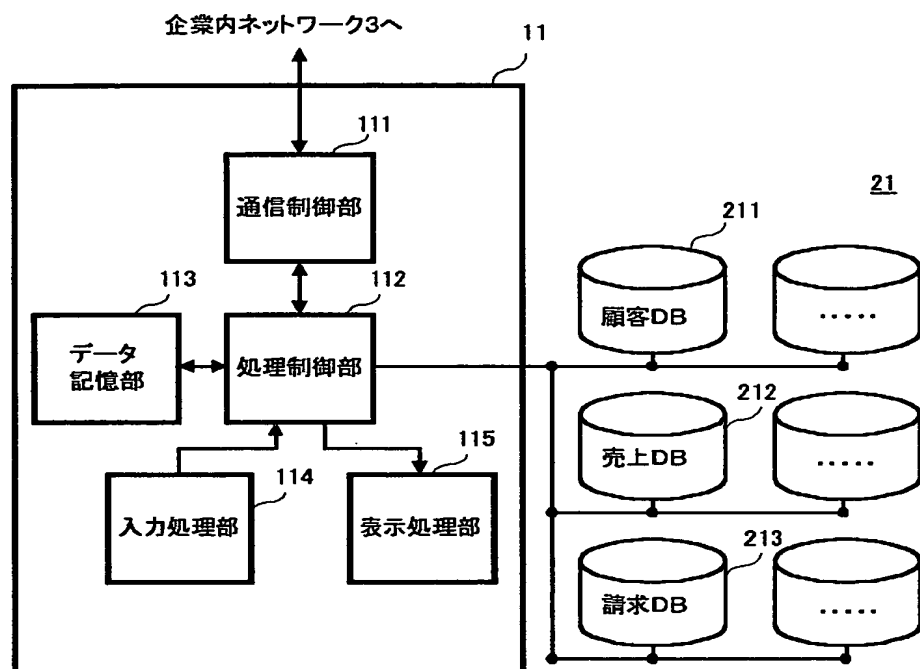 企業内ネットワーク3へ
11
111
通信制御部
21
211
顧客DB
.....
113
112
データ
記憶部
処理制御部
212
売上DB
.....
114
115
入力処理部
表示処理部
213
請求DB
.....